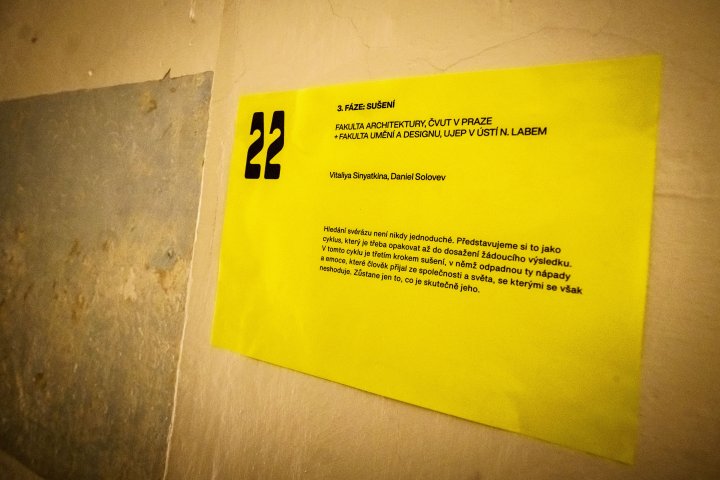 22
3. FÁZE: SUŠENÍ
FAKULTA ARCHITEKTURY, ČVUT V PRAZE
+ FAKULTA UMĚNÍ A DESIGNU, UJEP V ÚSTÍ N. LABEM
Vitaliya Sinyatkina, Daniel Solovev
Hledání svérázu není nikdy jednoduché. Představujeme si to jako
cyklus, který je třeba opakovat až do dosažení žádoucího výsledku.
V tomto cyklu je třetím krokem sušení, v němž odpadnou ty nápady
a emoce, které člověk přijal ze společnosti a světa, se kterými se však
neshoduje. Zůstane jen to, co je skutečně jeho.